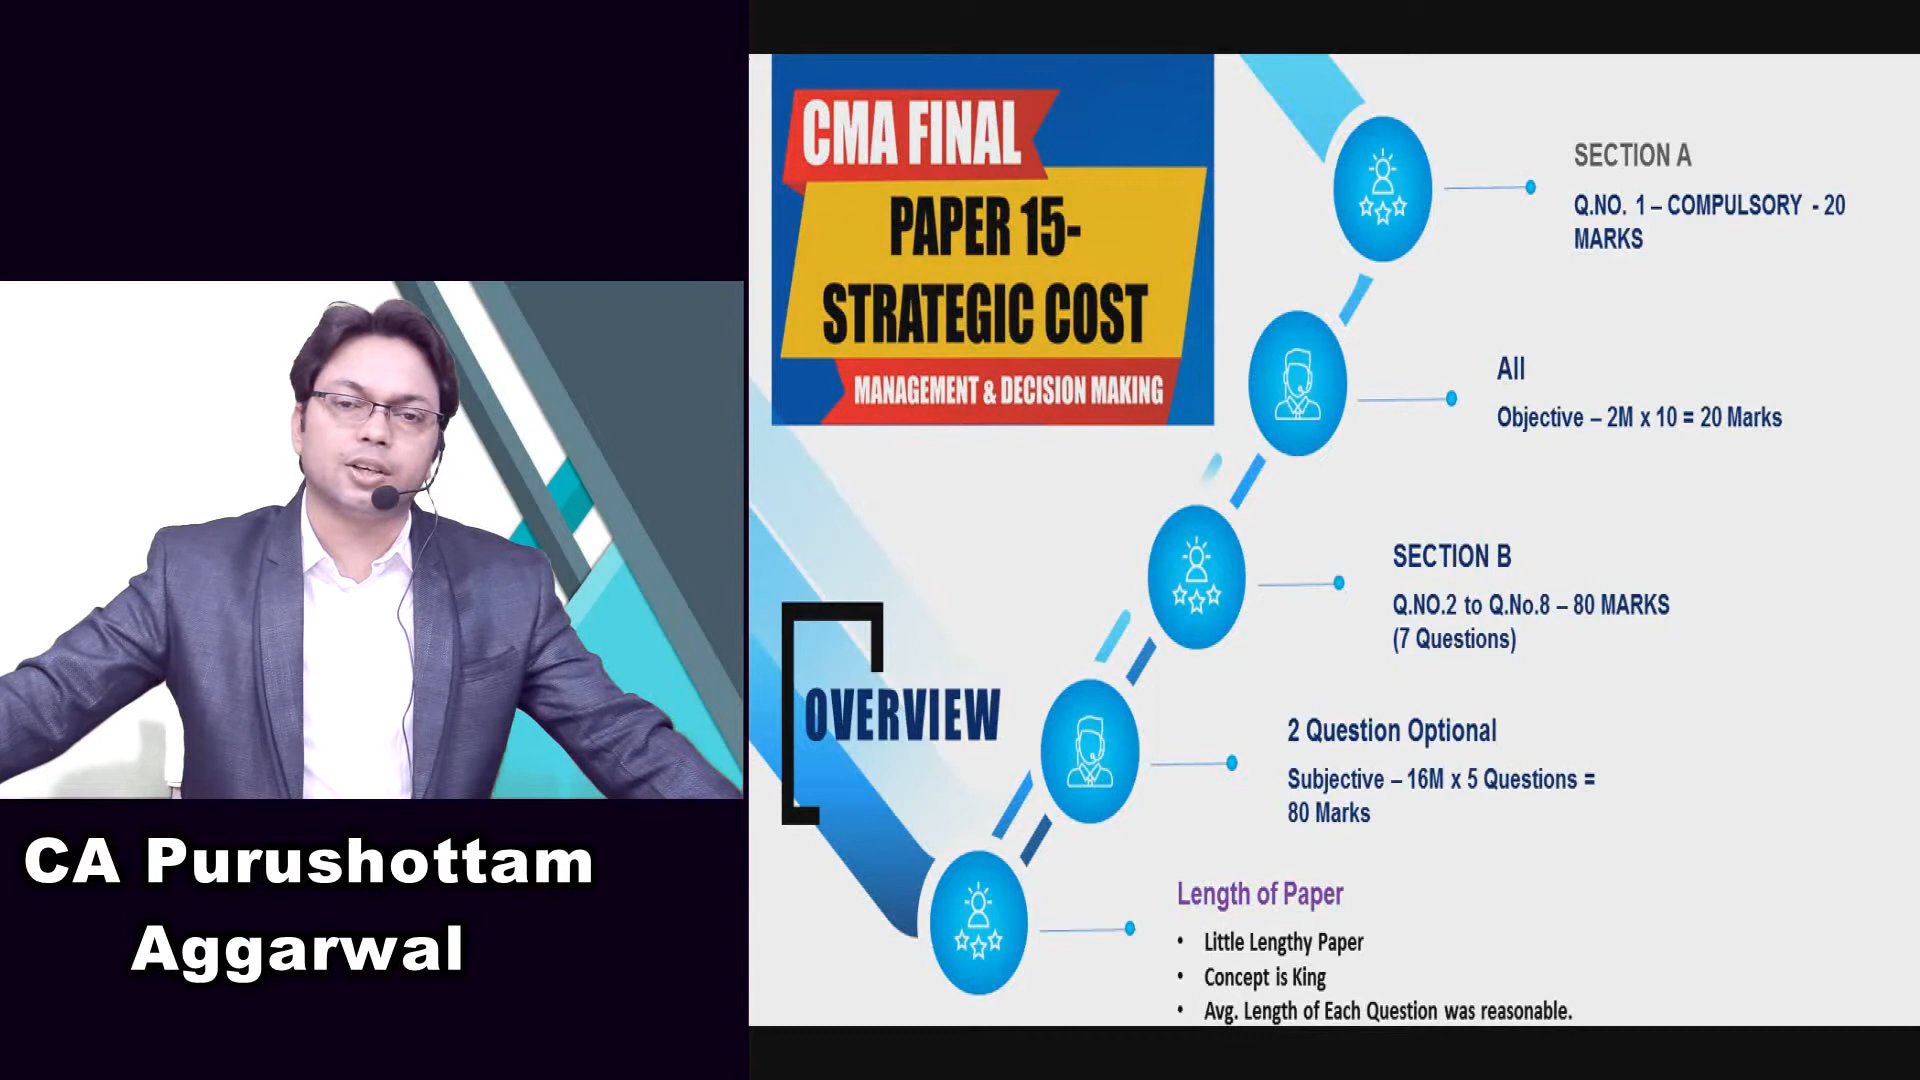 CMA FINAL
PAPER 15-
STRATEGIC COST
MANAGEMENT & DECISION MAKING
SECTION A
Q.NO. 1 – COMPULSORY - 20
MARKS
All
Objective – 2M x 10 = 20 Marks
SECTION B
Q.NO.2 to Q.No.8 – 80 MARKS
(7 Questions)
OVERVIEW
2 Question Optional
Subjective – 16M x 5 Questions =
80 Marks
Length of Paper
• Little Lengthy Paper
• Concept is King
• Avg. Length of Each Question was reasonable.
CA Purushottam
Aggarwal